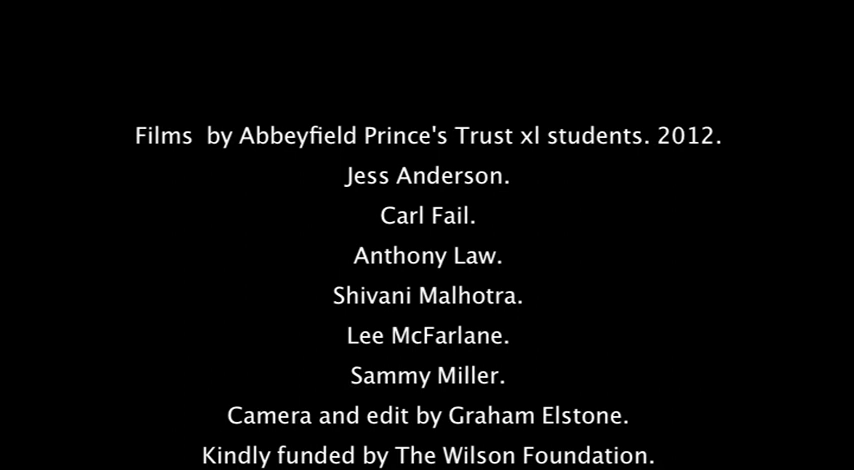 Films  by Abbeyfield Prince's Trust xl students. 2012.
Jess Anderson.
Carl Fail.
Anthony Law.
Shivani Malhotra.
Lee McFarlane.
Sammy Miller.
Camera and edit by Graham Elstone.
Kindly funded by The Wilson Foundation.